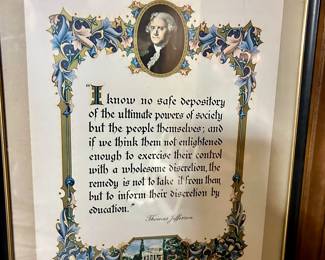 "I know no safe depository
of the ultimate powers of society
but the people themselves; and
if we think them not enlightened
enough to exercise their control
with a wholesome discretion, the
remedy is not to take it from them,
but to inform their discretion by
education."
Thomas Jefferson